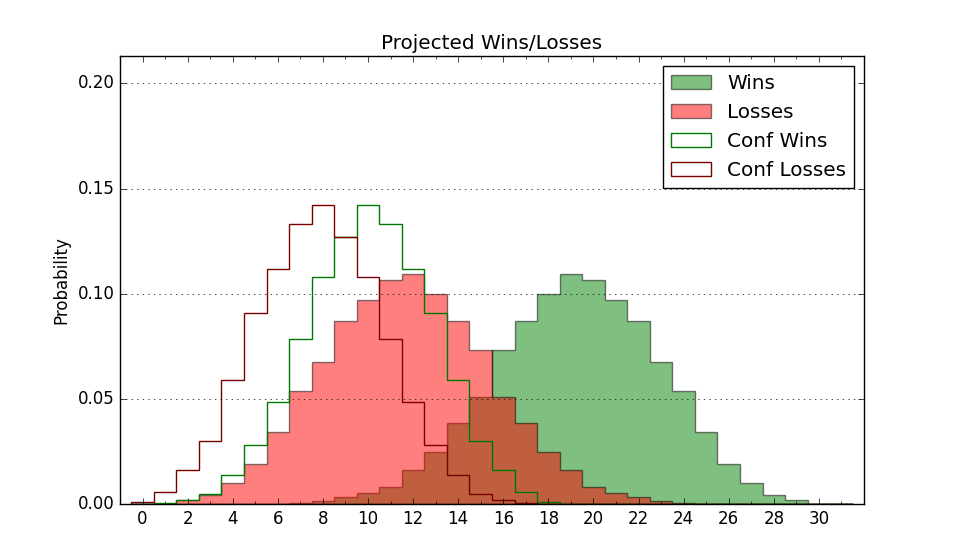 Projected Wins/Losses
Wins
Losses
Conf Wins
Conf Losses
Probability
0.20
0.15
0.10
0.05
0.00
0 2 4 6 8 10 12 14 16 18 20 22 24 26 28 30